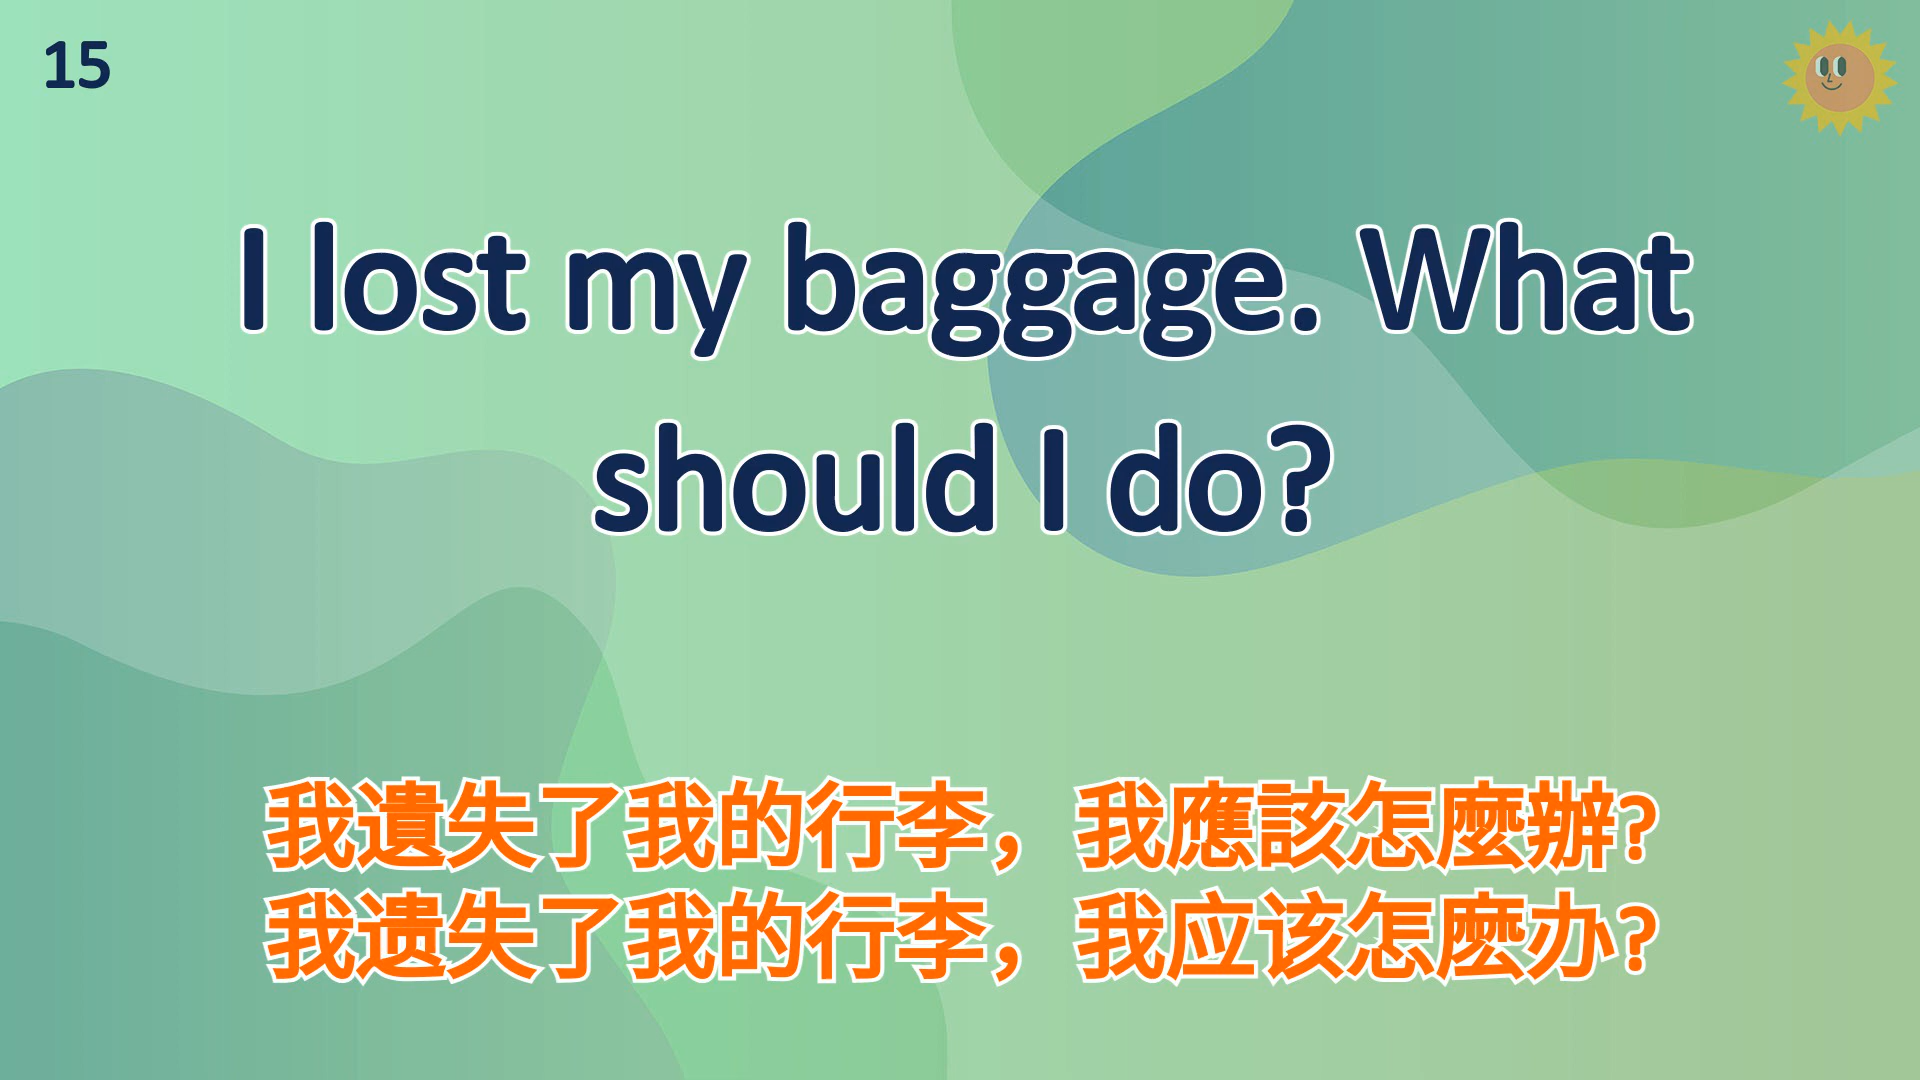 15
I lost my baggage. What
should I do?
我遺失了我的行李，我應該怎麼辦?
我遗失了我的行李，我应该怎麽办?